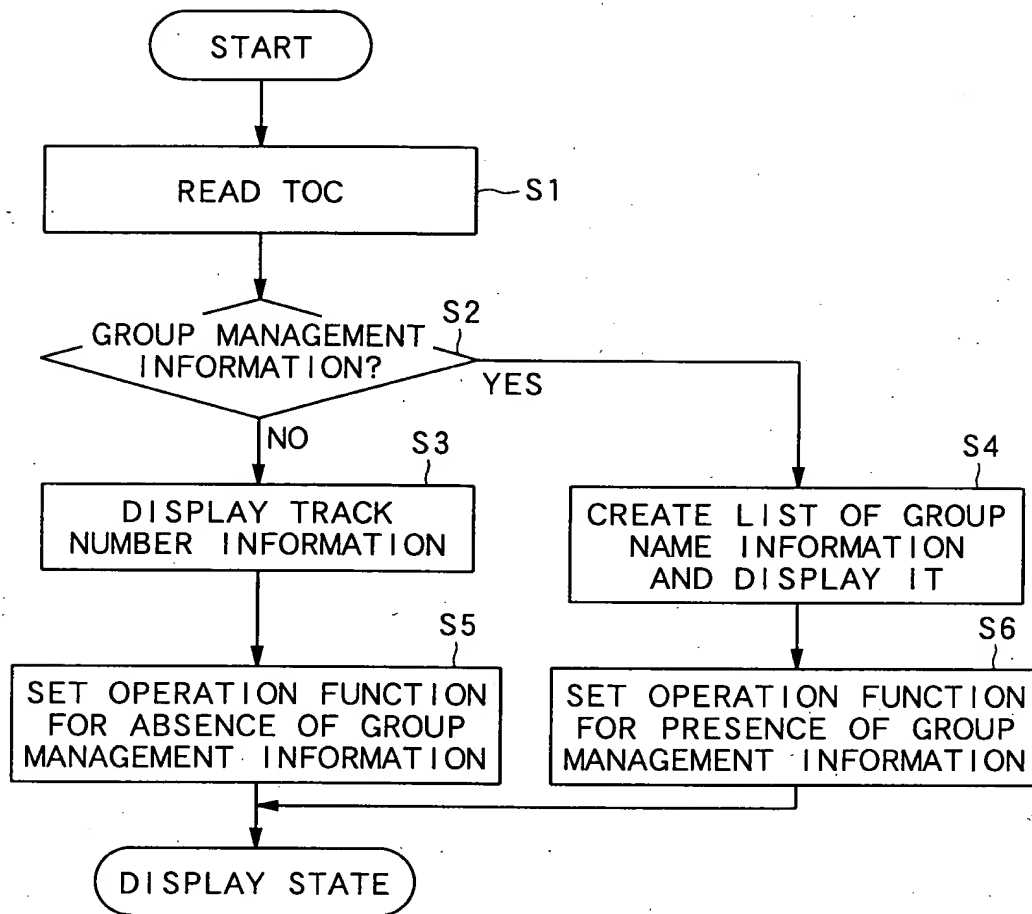 START
READ TOC
S1
GROUP MANAGEMENT
INFORMATION?
S2
YES
NO
S3
DISPLAY TRACK
NUMBER INFORMATION
S4
CREATE LIST OF GROUP
NAME INFORMATION
AND DISPLAY IT
S5
SET OPERATION FUNCTION
FOR ABSENCE OF GROUP
MANAGEMENT INFORMATION
S6
SET OPERATION FUNCTION
FOR PRESENCE OF GROUP
MANAGEMENT INFORMATION
DISPLAY STATE